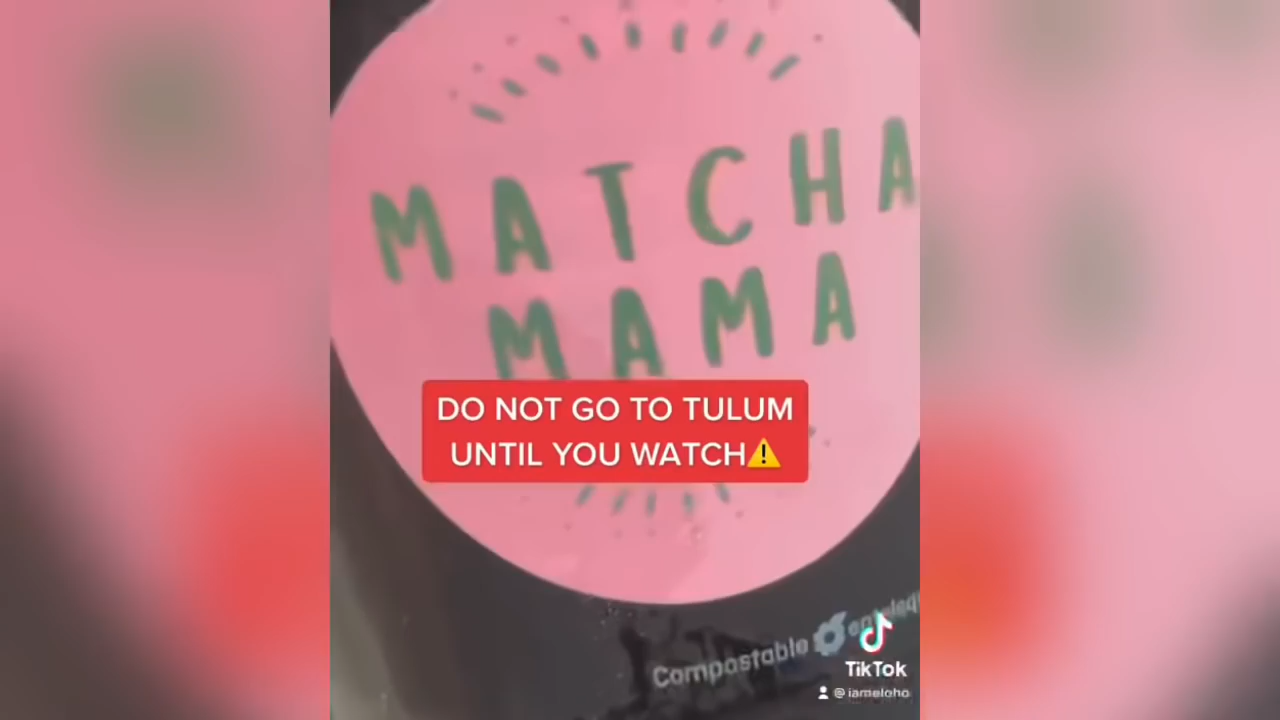 MATCHA
MAMA
DO NOT GO TO TULUM
UNTIL YOU WATCH⚠️
Compostable
TikTok
@iameloho